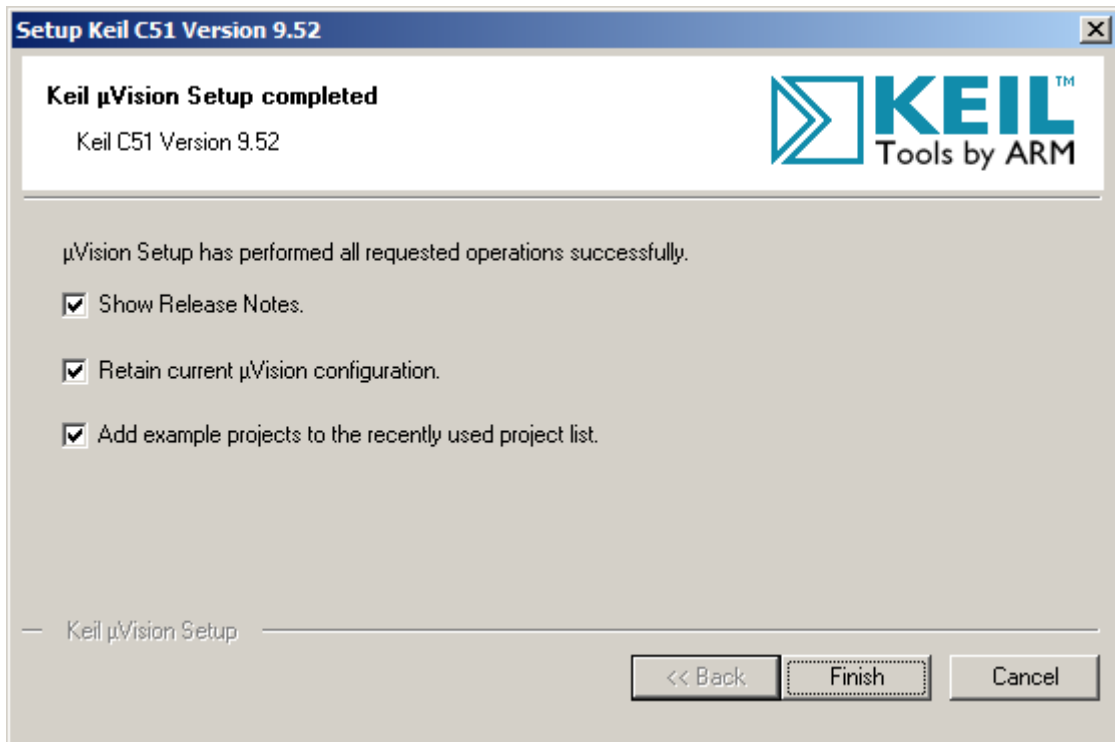 Setup Keil C51 Version 9.52
Keil µVision Setup completed
Keil C51 Version 9.52
KEIL™
Tools by ARM
µVision Setup has performed all requested operations successfully.
Show Release Notes.
Retain current µVision configuration.
Add example projects to the recently used project list.
Keil µVision Setup
<< Back
Finish
Cancel